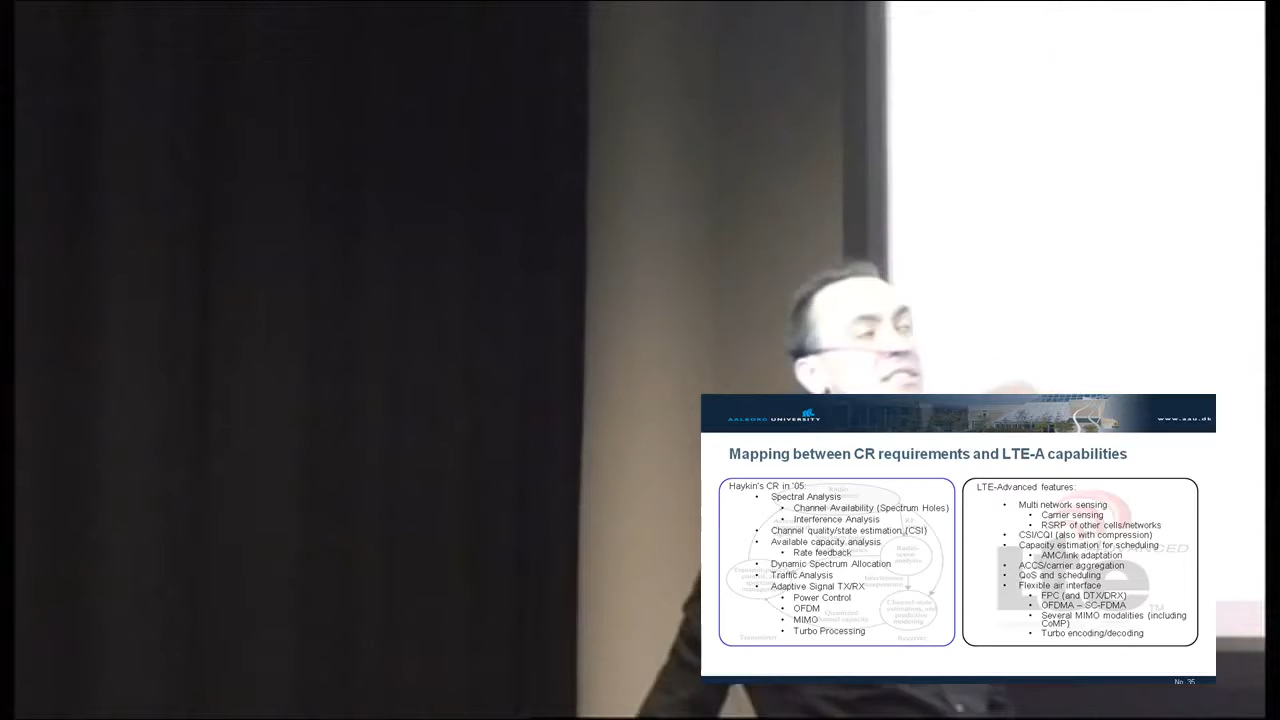 AALBORG UNIVERSITY
www.aau.dk
Mapping between CR requirements and LTE-A capabilities
Haykin's CR in '05:
• Spectral Analysis
• Channel Availability (Spectrum Holes)
• Interference Analysis
• Channel quality/state estimation (CSI)
• Available capacity analysis
• Rate feedback
• Dynamic Spectrum Allocation
• Traffic Analysis
• Adaptive Signal TX/RX
• Power Control
• OFDM
• MIMO
• Turbo Processing
LTE-Advanced features:
• Multi network sensing
• Carrier sensing
• RSRP of other cells/networks
• CSI/CQI (also with compression)
• Capacity estimation for scheduling
• AMC/link adaptation
• ACCS/carrier aggregation
• QoS and scheduling
• Flexible air interface
• FPC (and DTX/DRX)
• OFDMA – SC-FDMA
• Several MIMO modalities (including
CoMP)
• Turbo encoding/decoding
Lte
TM
No. 35